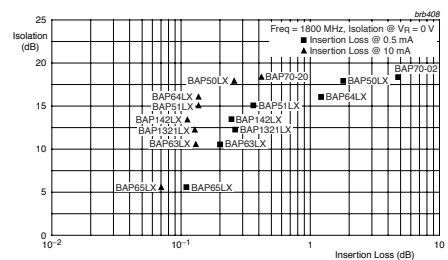 brb408
25
Isolation
(dB)
Freq = 1800 MHz, Isolation @ VR = 0 V
■ Insertion Loss @ 0.5 mA
▲ Insertion Loss @ 10 mA
20
BAP70-02
BAP50LX
BAP70-20
BAP50LX
BAP64LX
BAP64LX
15
BAP51LX
BAP51LX
BAP142LX
BAP142LX
BAP1321LX
BAP1321LX
10
BAP63LX
BAP63LX
5
BAP65LX
BAP65LX
0
10−2
10−1
1
10
Insertion Loss (dB)